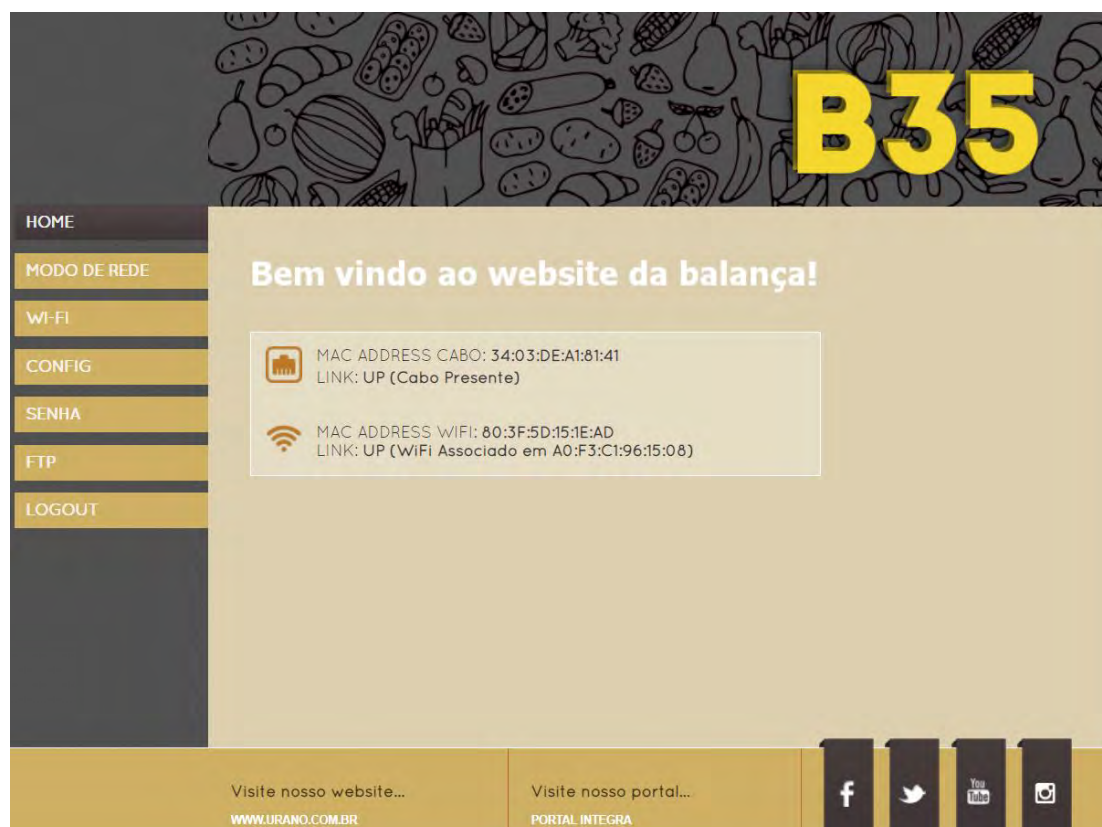 B35
HOME
MODO DE REDE
WI-FI
CONFIG
SENHA
FTP
LOGOUT
Bem vindo ao website da balança!
MAC ADDRESS CABO: 34:03:DE:A1:81:41
LINK: UP (Cabo Presente)
MAC ADDRESS WIFI: 80:3F:5D:15:1E:AD
LINK: UP (WiFi Associado em A0:F3:C1:96:15:08)
Visite nosso website...
WWW.URANO.COM.BR
Visite nosso portal...
PORTAL INTEGRA
f
You
Tube